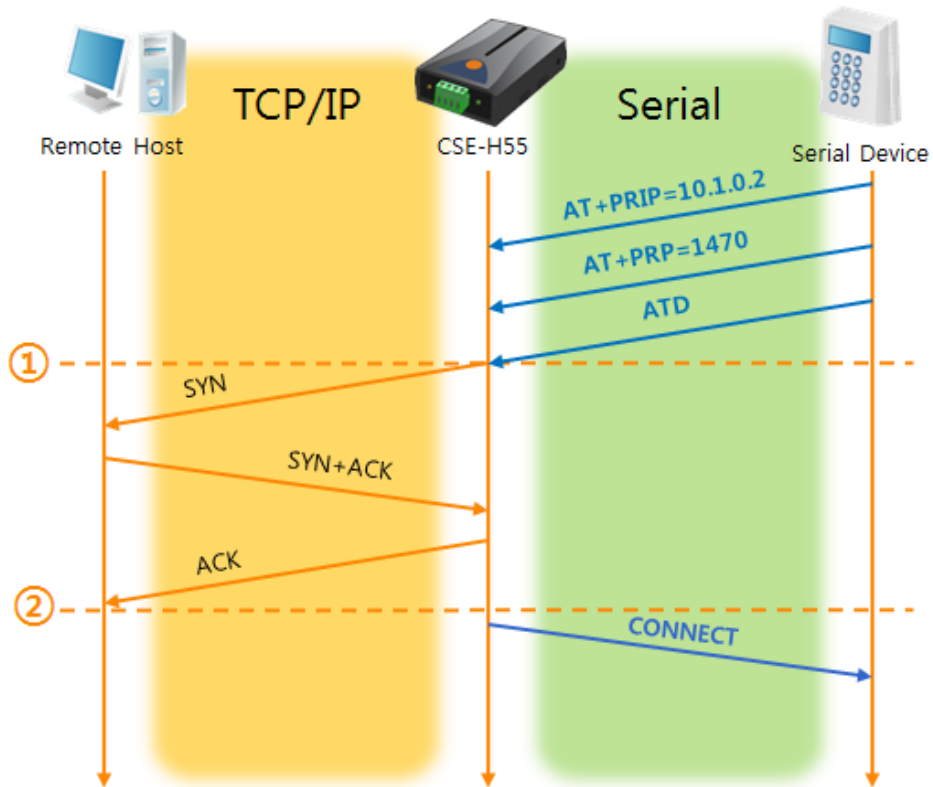 TCP/IP
Serial
Remote Host
CSE-H55
Serial Device
AT+PRIP=10.1.0.2
AT+PRP=1470
ATD
①
SYN
SYN+ACK
ACK
②
CONNECT